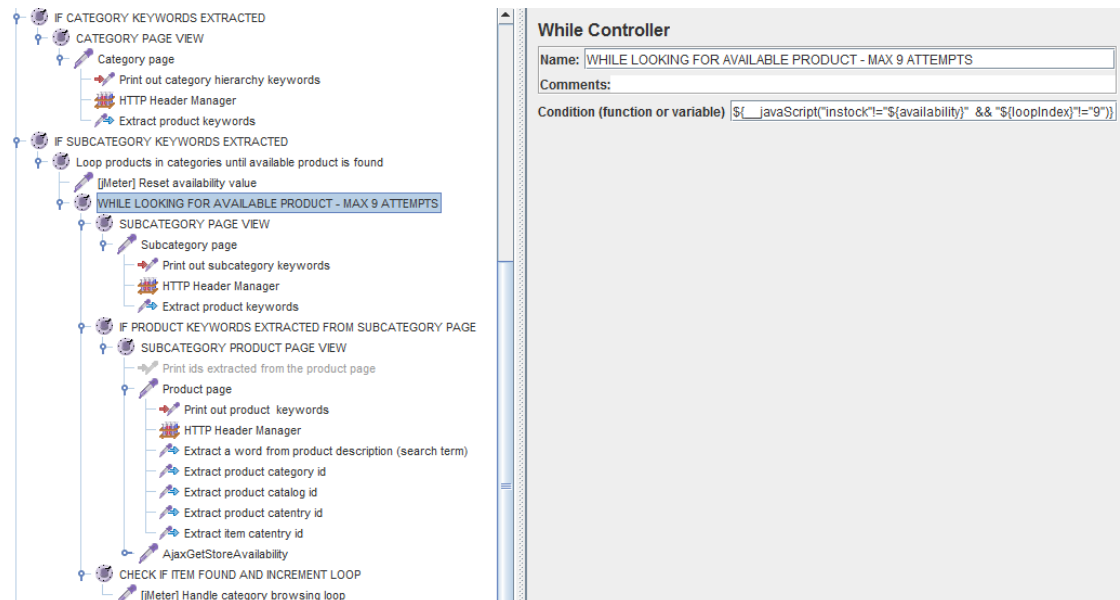 IF CATEGORY KEYWORDS EXTRACTED
CATEGORY PAGE VIEW
Category page
Print out category hierarchy keywords
HTTP Header Manager
Extract product keywords
IF SUBCATEGORY KEYWORDS EXTRACTED
Loop products in categories until available product is found
[jMeter] Reset availability value
WHILE LOOKING FOR AVAILABLE PRODUCT - MAX 9 ATTEMPTS
SUBCATEGORY PAGE VIEW
Subcategory page
Print out subcategory keywords
HTTP Header Manager
Extract product keywords
IF PRODUCT KEYWORDS EXTRACTED FROM SUBCATEGORY PAGE
SUBCATEGORY PRODUCT PAGE VIEW
Print ids extracted from the product page
Product page
Print out product keywords
HTTP Header Manager
Extract a word from product description (search term)
Extract product category id
Extract product catalog id
Extract product catentry id
Extract item catentry id
AjaxGetStoreAvailability
CHECK IF ITEM FOUND AND INCREMENT LOOP
[jMeter] Handle category browsing loop
While Controller
Name: WHILE LOOKING FOR AVAILABLE PRODUCT - MAX 9 ATTEMPTS
Comments:
Condition (function or variable) ${__javaScript("instock"!="${availability}" && "${loopIndex}"!="9")}